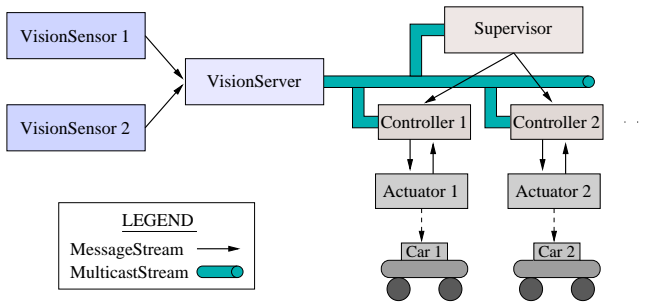 VisionSensor 1
Supervisor
VisionServer
VisionSensor 2
Controller 1
Controller 2
. .
Actuator 1
Actuator 2
LEGEND
MessageStream
MulticastStream
Car 1
Car 2